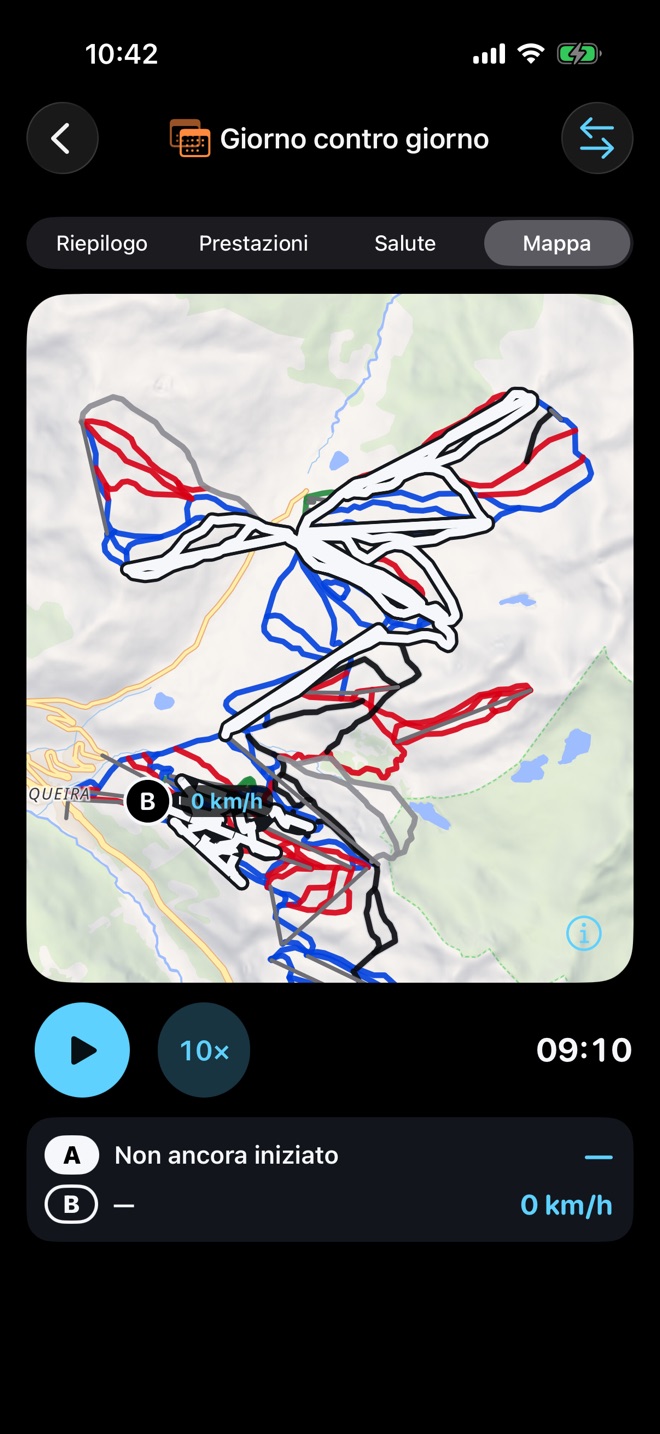 10:42
Giorno contro giorno
Riepilogo Prestazioni Salute Mappa
QUEIRA
B 0 km/h
10× 09:10
A Non ancora iniziato —
B — 0 km/h